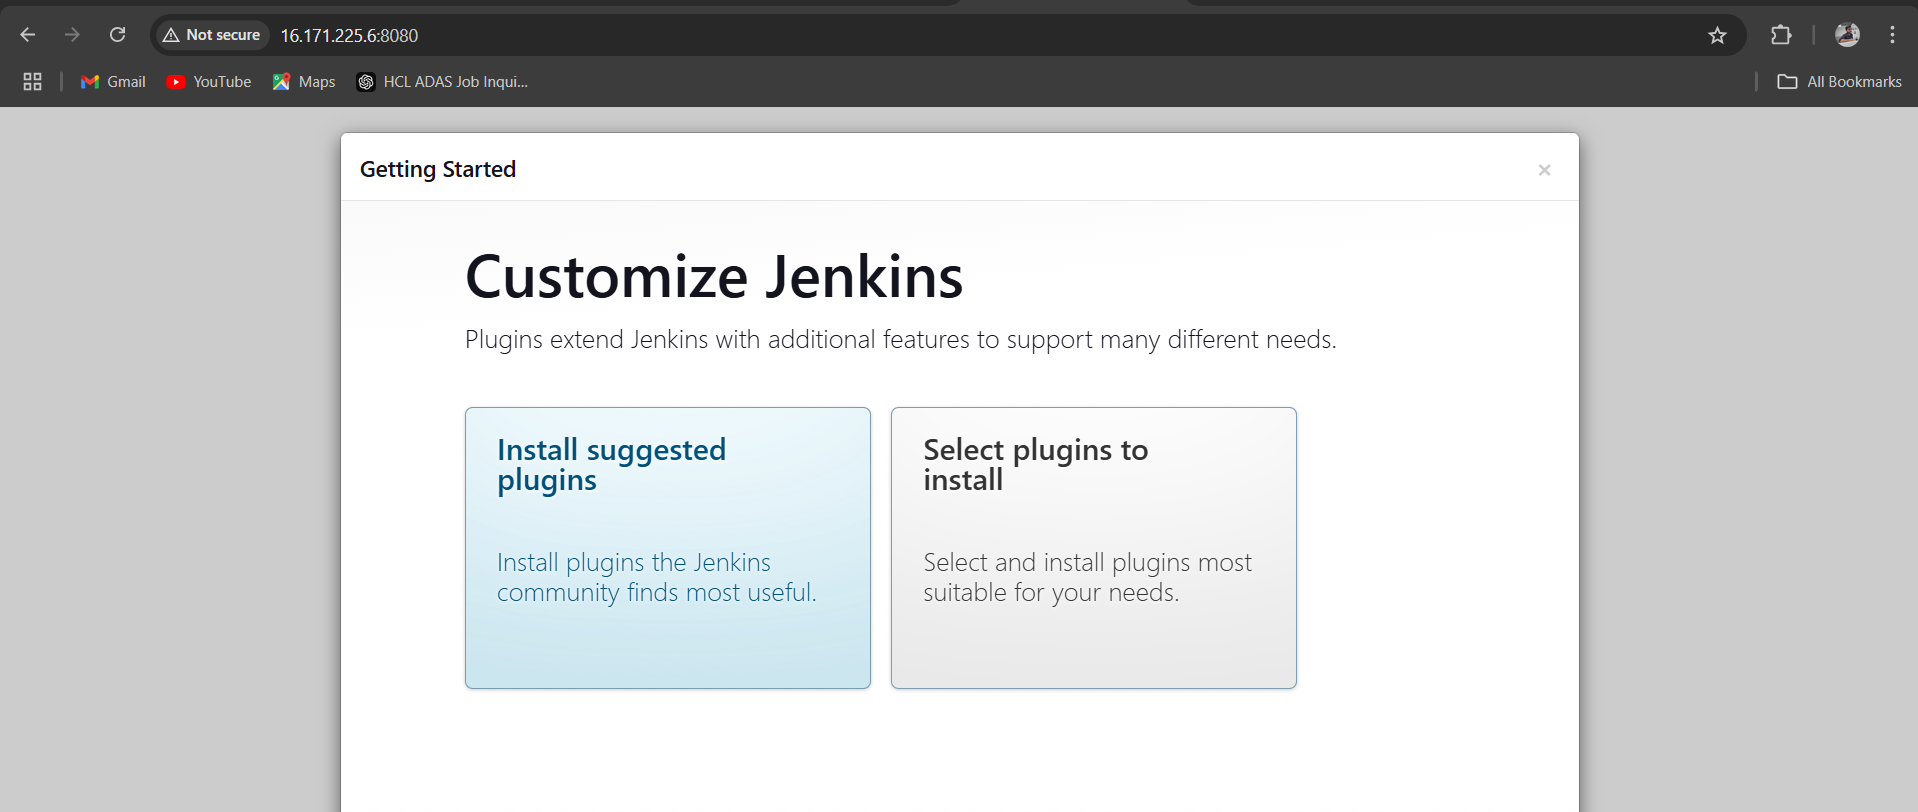 Not secure 16.171.225.6:8080
Gmail YouTube Maps HCL ADAS Job Inqui... All Bookmarks
Getting Started ×
Customize Jenkins
Plugins extend Jenkins with additional features to support many different needs.
Install suggested
plugins
Install plugins the Jenkins
community finds most useful.
Select plugins to
install
Select and install plugins most
suitable for your needs.